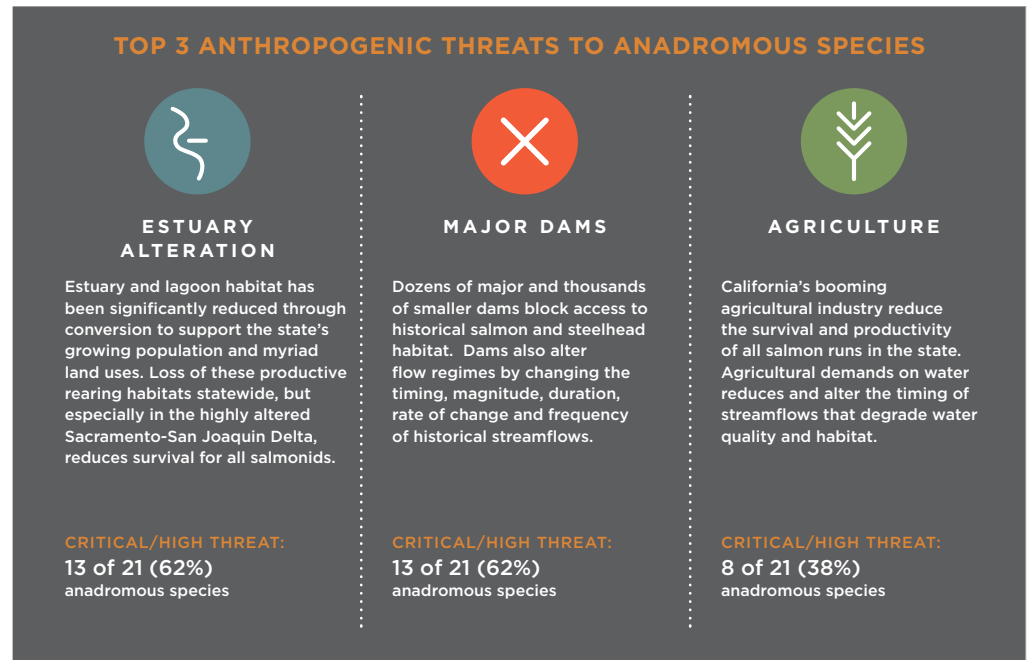 TOP 3 ANTHROPOGENIC THREATS TO ANADROMOUS SPECIES
ESTUARY
ALTERATION
Estuary and lagoon habitat has
been significantly reduced through
conversion to support the state's
growing population and myriad
land uses. Loss of these productive
rearing habitats statewide, but
especially in the highly altered
Sacramento-San Joaquin Delta,
reduces survival for all salmonids.
CRITICAL/HIGH THREAT:
13 of 21 (62%)
anadromous species
MAJOR DAMS
Dozens of major and thousands
of smaller dams block access to
historical salmon and steelhead
habitat.  Dams also alter
flow regimes by changing the
timing, magnitude, duration,
rate of change and frequency
of historical streamflows.
CRITICAL/HIGH THREAT:
13 of 21 (62%)
anadromous species
AGRICULTURE
California's booming
agricultural industry reduce
the survival and productivity
of all salmon runs in the state.
Agricultural demands on water
reduces and alter the timing of
streamflows that degrade water
quality and habitat.
CRITICAL/HIGH THREAT:
8 of 21 (38%)
anadromous species